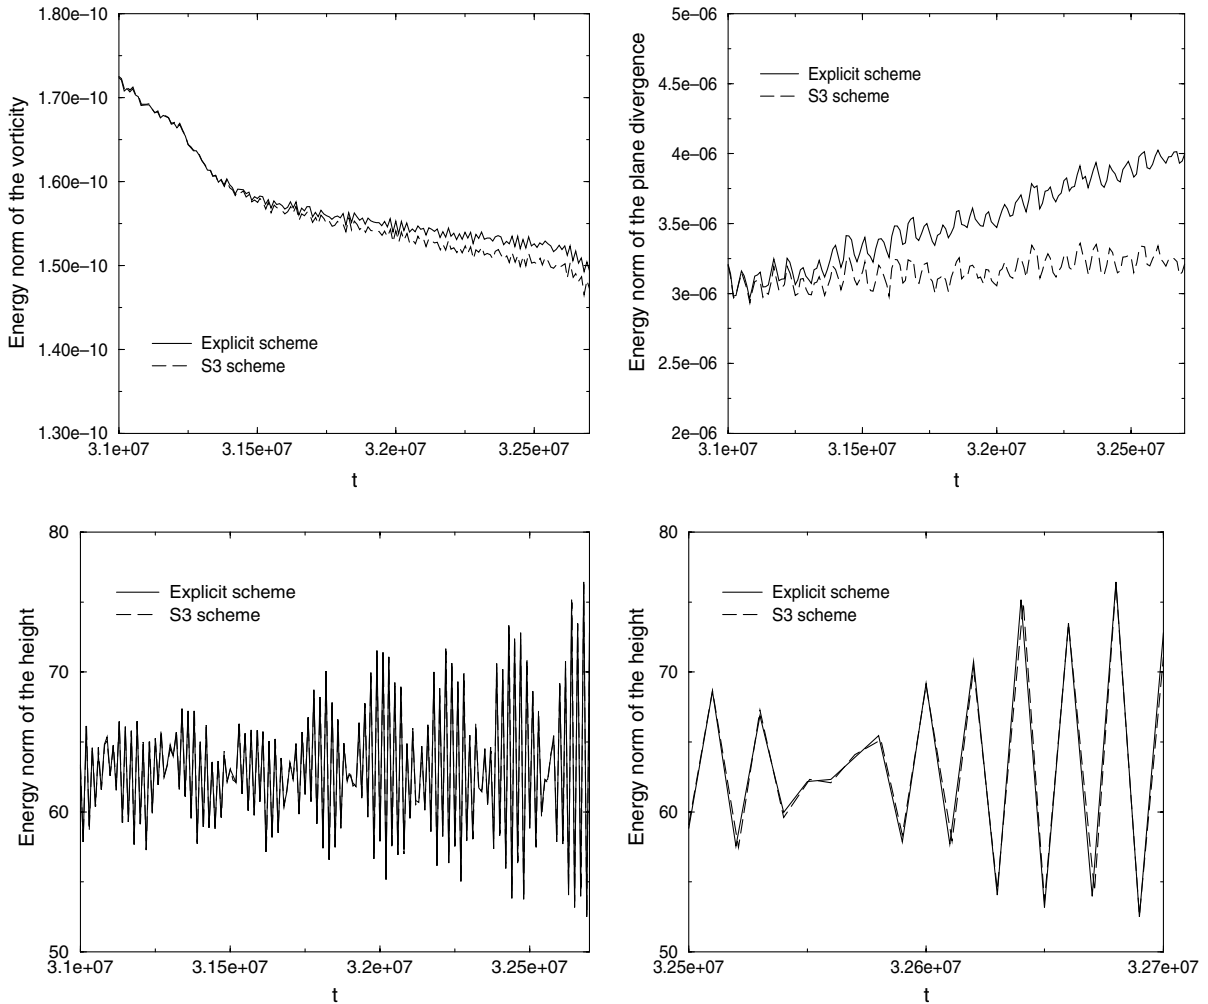 Energy norm of the vorticity
1.80e−10
1.70e−10
1.60e−10
1.50e−10
1.40e−10
1.30e−10
Explicit scheme
S3 scheme
3.1e+07
3.15e+07
3.2e+07
3.25e+07
t
Energy norm of the plane divergence
5e−06
4.5e−06
4e−06
3.5e−06
3e−06
2.5e−06
2e−06
Explicit scheme
S3 scheme
3.1e+07
3.15e+07
3.2e+07
3.25e+07
t
Energy norm of the height
80
70
60
50
Explicit scheme
S3 scheme
3.1e+07
3.15e+07
3.2e+07
3.25e+07
t
Energy norm of the height
80
70
60
50
Explicit scheme
S3 scheme
3.25e+07
3.26e+07
3.27e+07
t